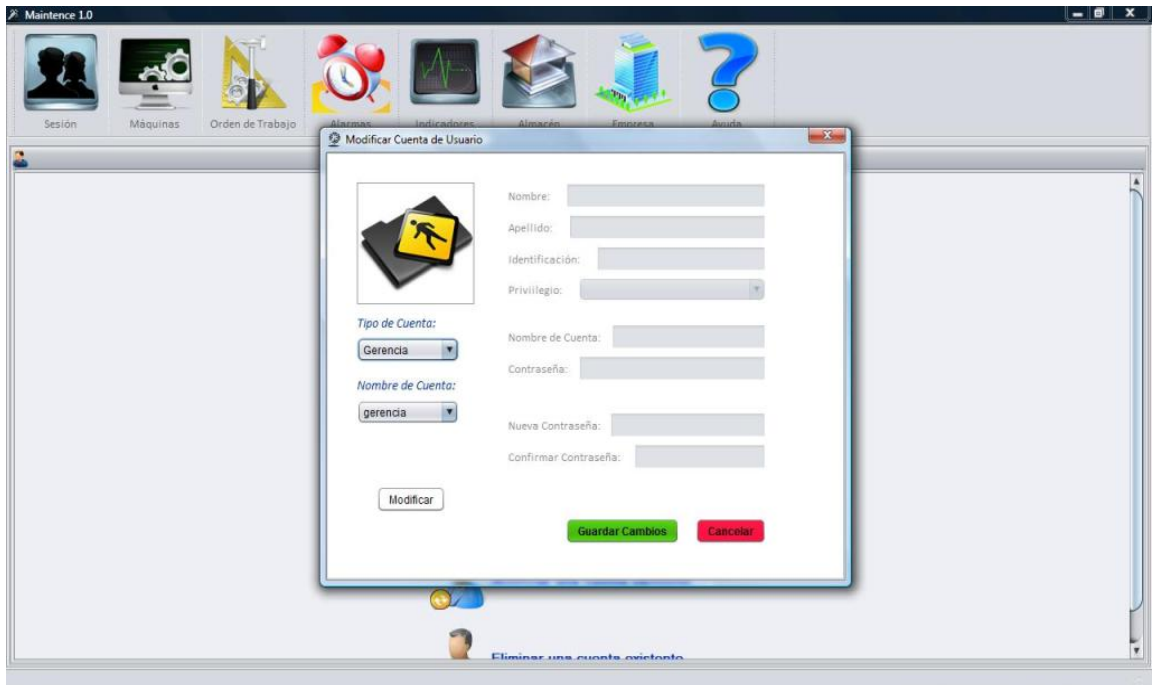 Maintence 1.0
Sesión
Máquinas
Orden de Trabajo
Alarmas
Indicadores
Almacén
Empresa
Ayuda
Modificar Cuenta de Usuario
Nombre:
Apellido:
Identificación:
Privillegio:
Tipo de Cuenta:
Gerencia
Nombre de Cuenta:
Contraseña:
Nombre de Cuenta:
gerencia
Nueva Contraseña:
Confirmar Contraseña:
Modificar
Guardar Cambios
Cancelar
Eliminar una cuenta existente